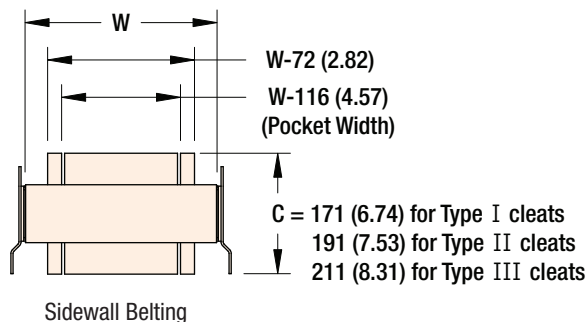 W
W-72 (2.82)
W-116 (4.57)
(Pocket Width)
C = 171 (6.74) for Type I cleats
191 (7.53) for Type II cleats
211 (8.31) for Type III cleats
Sidewall Belting